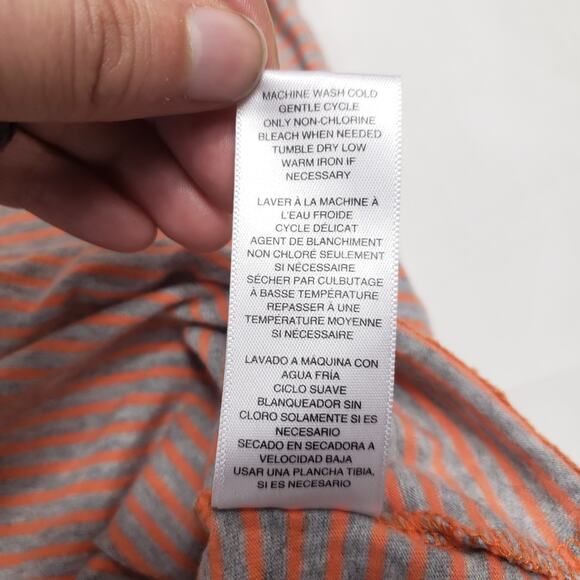 MACHINE WASH COLD
GENTLE CYCLE
ONLY NON-CHLORINE
BLEACH WHEN NEEDED
TUMBLE DRY LOW
WARM IRON IF
NECESSARY
LAVER À LA MACHINE À
L'EAU FROIDE
CYCLE DÉLICAT
AGENT DE BLANCHIMENT
NON CHLORÉ SEULEMENT
SI NÉCESSAIRE
SÉCHER PAR CULBUTAGE
À BASSE TEMPÉRATURE
REPASSER À UNE
TEMPÉRATURE MOYENNE
SI NÉCESSAIRE
LAVADO A MÁQUINA CON
AGUA FRÍA
CICLO SUAVE
BLANQUEADOR SIN
CLORO SOLAMENTE SI ES
NECESARIO
SECADO EN SECADORA A
VELOCIDAD BAJA
USAR UNA PLANCHA TIBIA,
SI ES NECESARIO